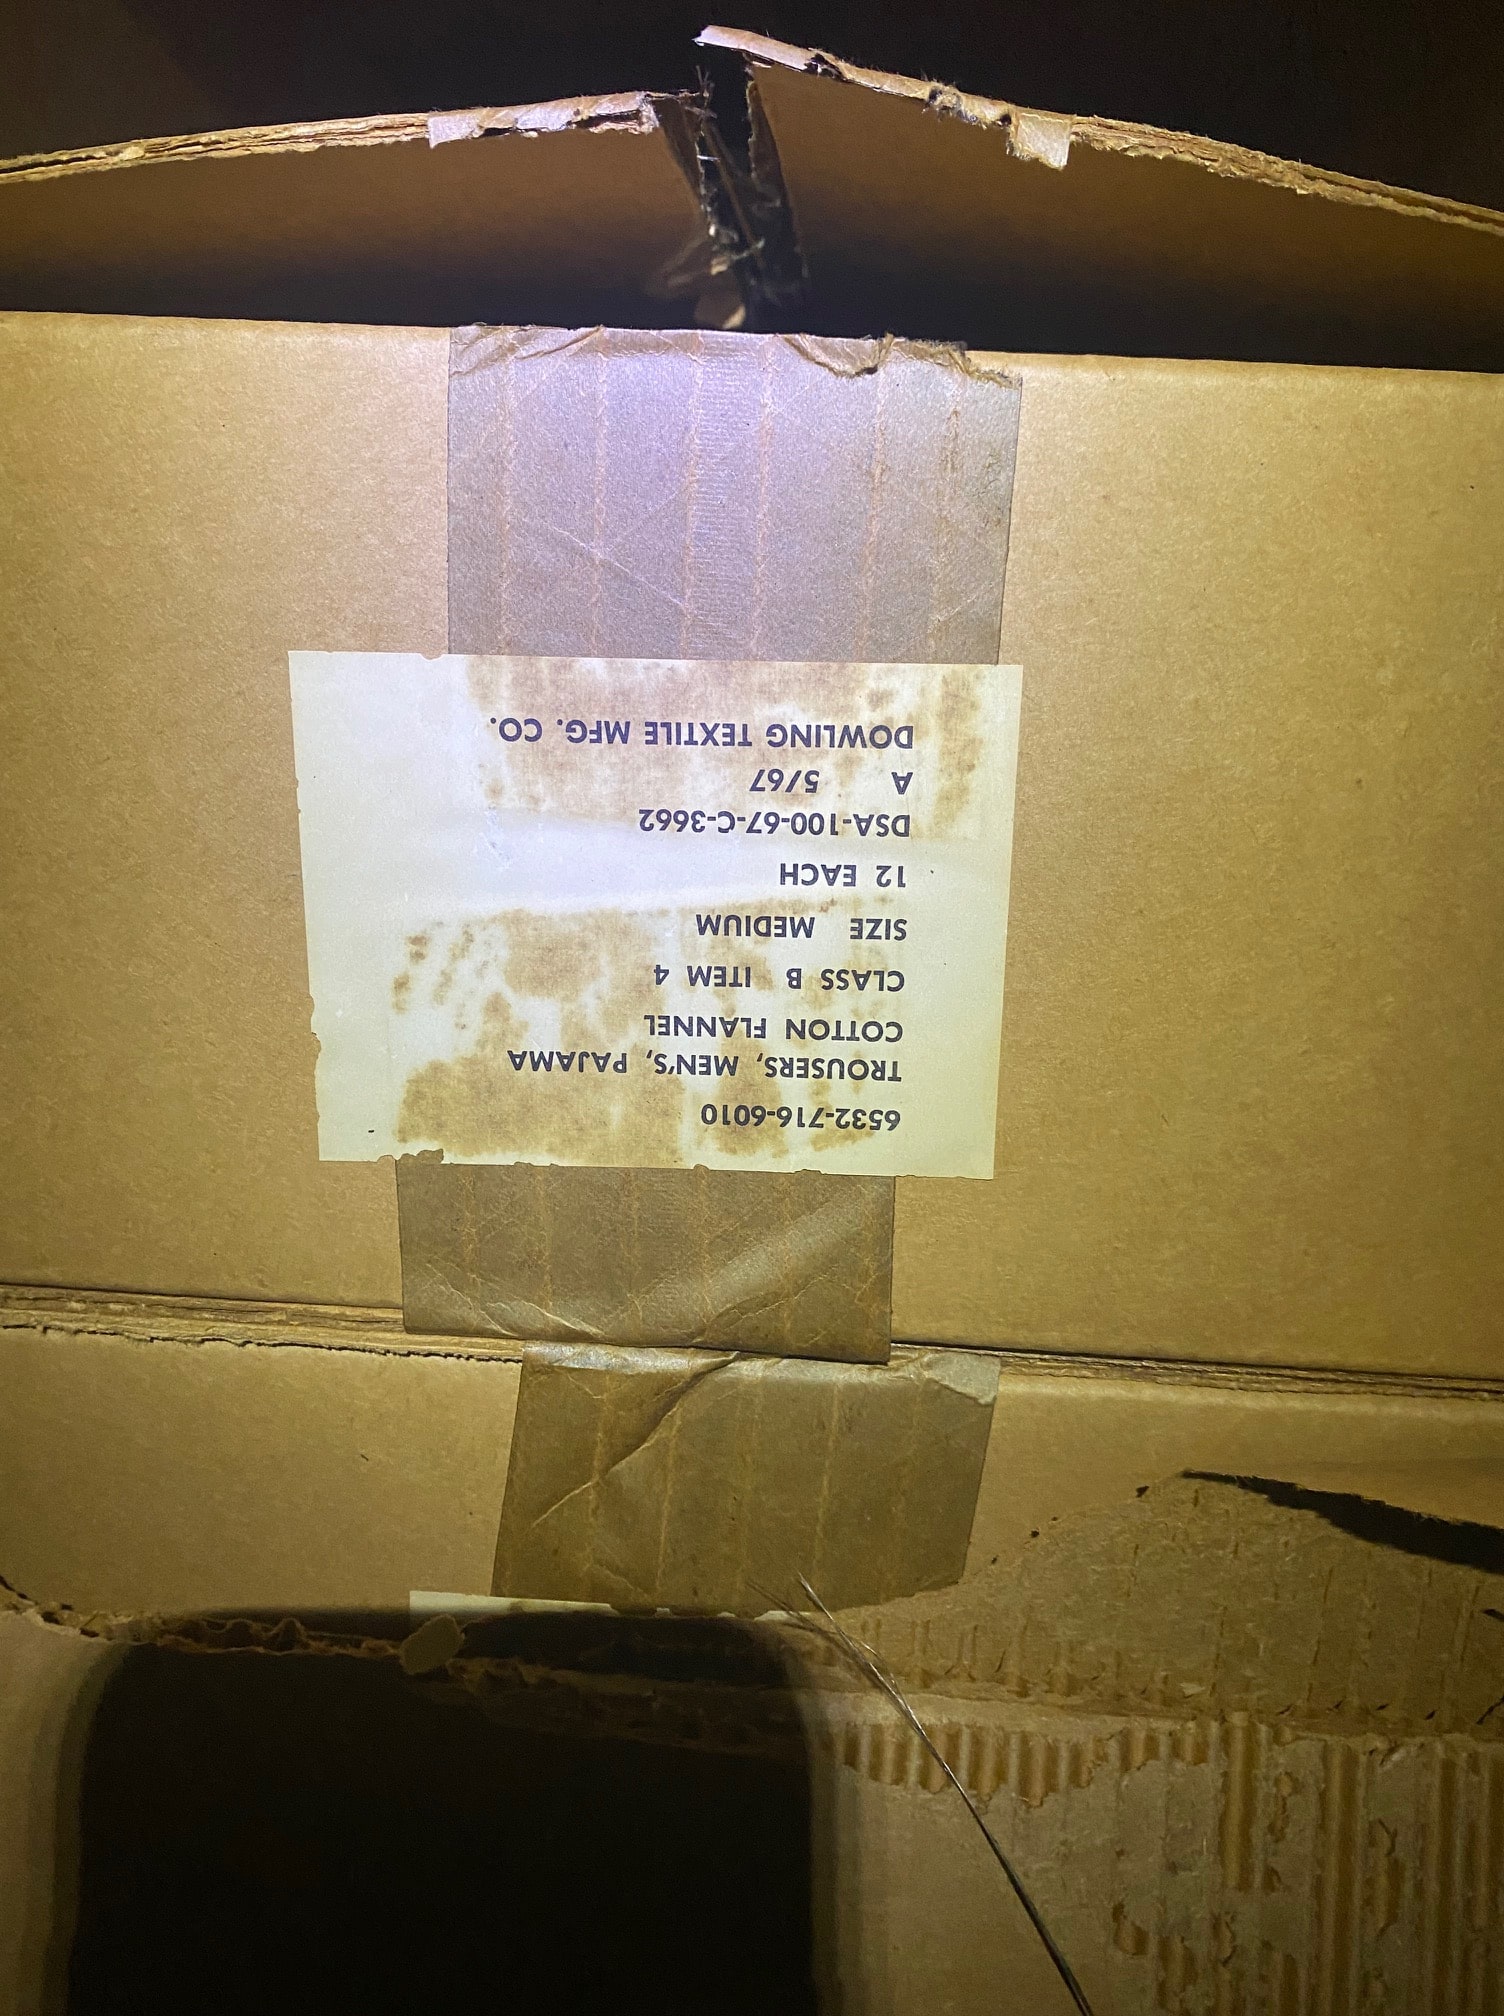 6532-716-6010
TROUSERS, MEN'S, PAJAMA
COTTON FLANNEL
CLASS B ITEM 4
SIZE MEDIUM
12 EACH
DSA-100-67-C-3662
A 5/67
DOWLING TEXTILE MFG. CO.